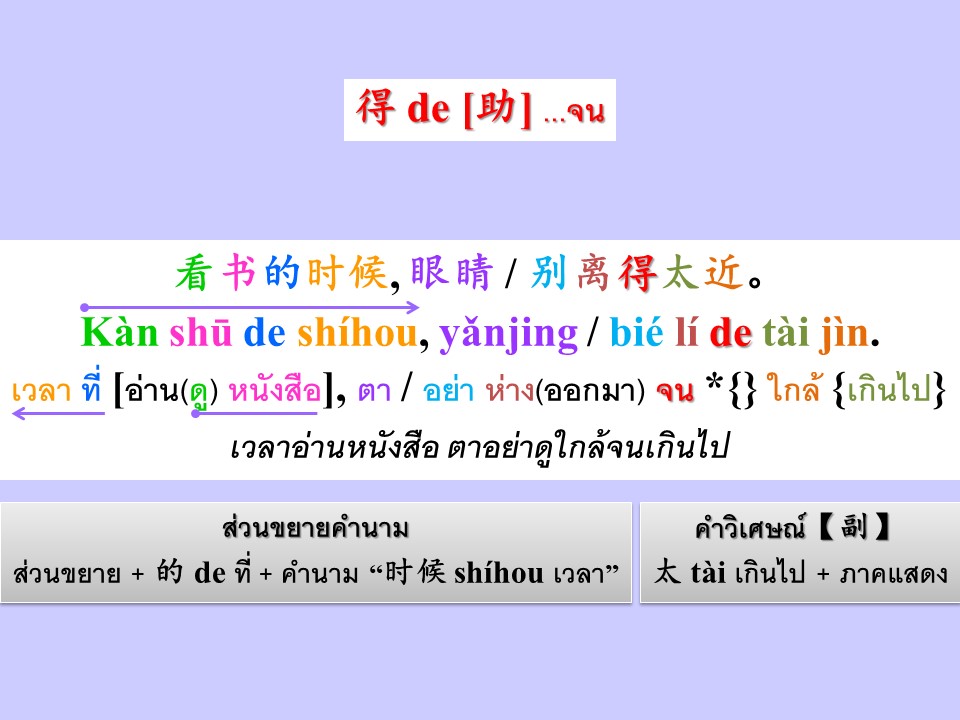 得 de [助] ...จน
看书的时候, 眼睛 / 别离得太近。
Kàn shū de shíhou, yǎnjing / bié lí de tài jìn.
เวลา ที่ [อ่าน(ดู) หนังสือ], ตา / อย่า ห่าง(ออกมา) จน *{} ใกล้ {เกินไป}
เวลาอ่านหนังสือ ตาอย่าดูใกล้จนเกินไป
ส่วนขยายคำนาม
ส่วนขยาย + 的 de ที่ + คำนาม “时候 shíhou เวลา”
คำวิเศษณ์【副】
太 tài เกินไป + ภาคแสดง